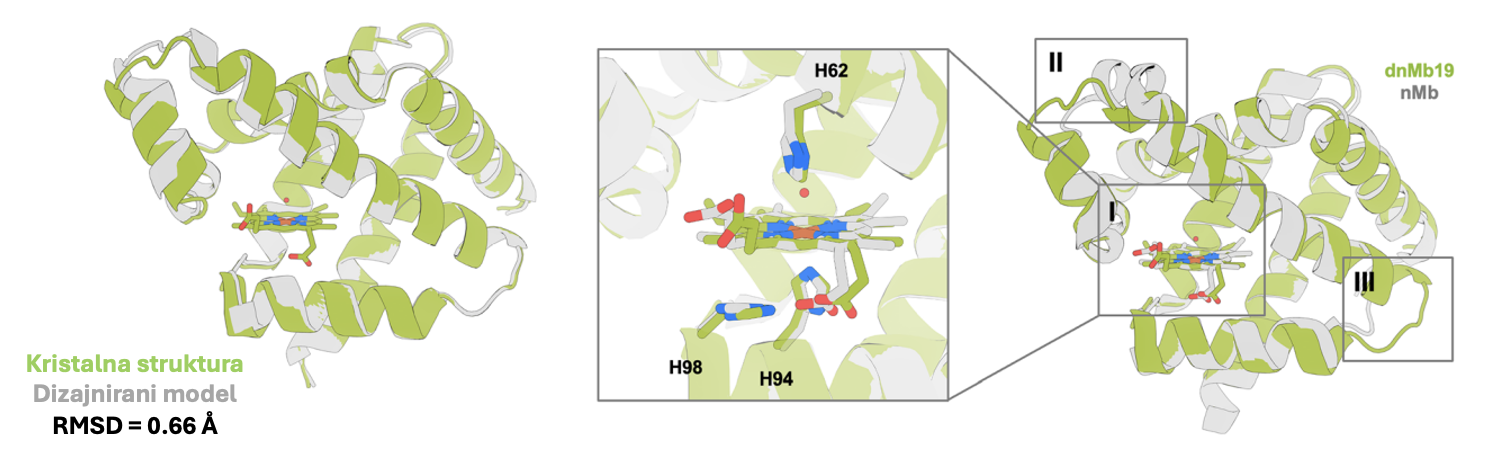 Kristalna struktura
Dizajnirani model
RMSD = 0.66 Å
H62
H98
H94
II
I
III
dnMb19
nMb